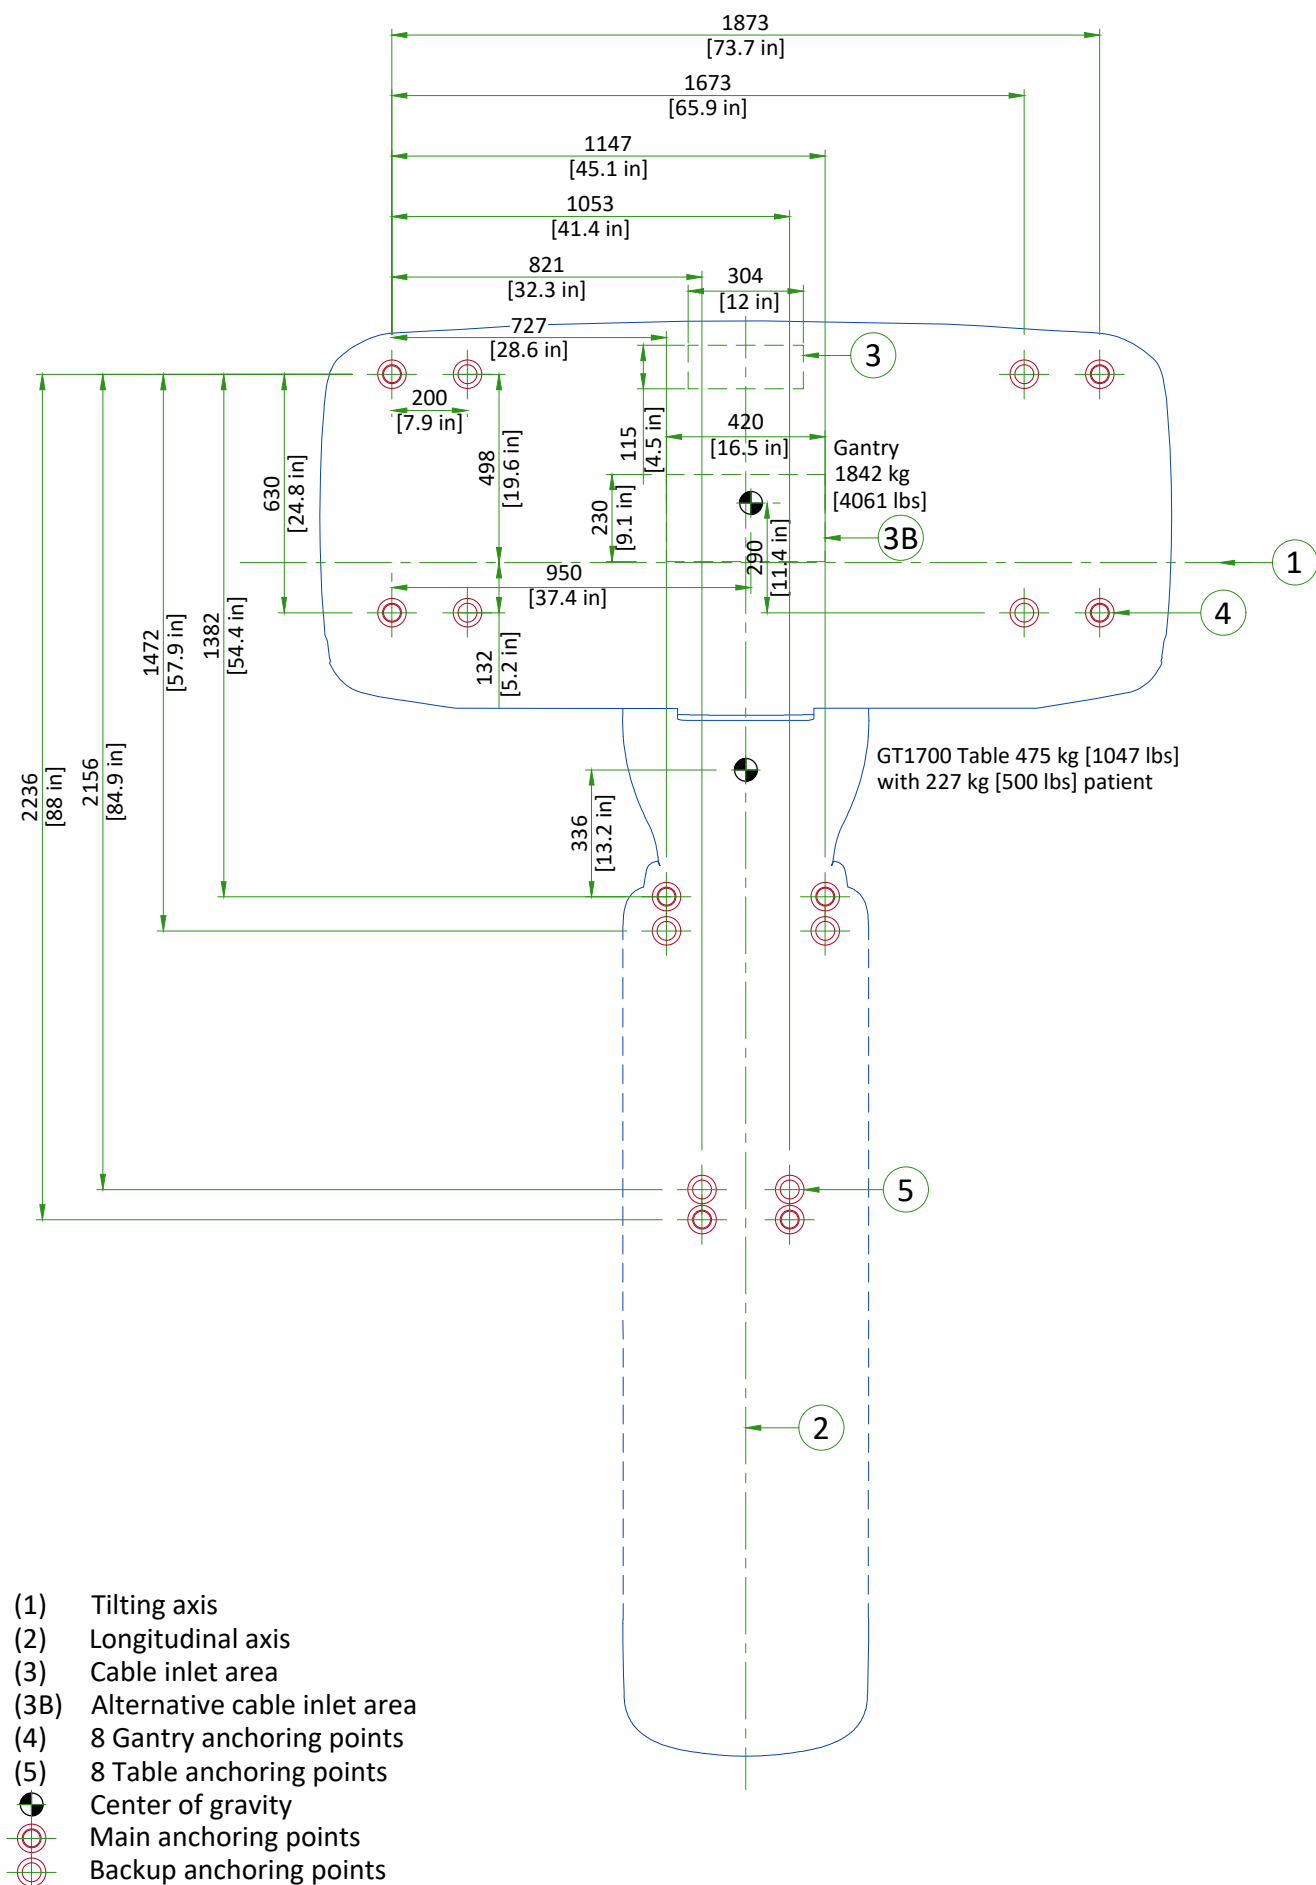 1873
[73.7 in]
1673
[65.9 in]
1147
[45.1 in]
1053
[41.4 in]
821
[32.3 in]
304
[12 in]
727
[28.6 in]
3
200
[7.9 in]
498
[19.6 in]
115
[4.5 in]
420
[16.5 in]
Gantry
1842 kg
[4061 lbs]
630
[24.8 in]
230
[9.1 in]
3B
290
[11.4 in]
1
950
[37.4 in]
4
1472
[57.9 in]
1382
[54.4 in]
132
[5.2 in]
2236
[88 in]
2156
[84.9 in]
GT1700 Table 475 kg [1047 lbs]
with 227 kg [500 lbs] patient
336
[13.2 in]
5
2
(1) Tilting axis
(2) Longitudinal axis
(3) Cable inlet area
(3B) Alternative cable inlet area
(4) 8 Gantry anchoring points
(5) 8 Table anchoring points
Center of gravity
Main anchoring points
Backup anchoring points